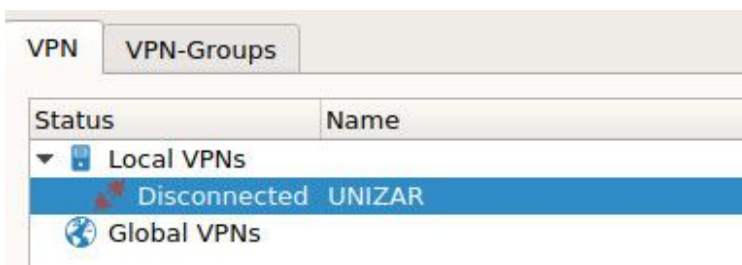 VPN VPN-Groups
Status Name
Local VPNs
Disconnected UNIZAR
Global VPNs